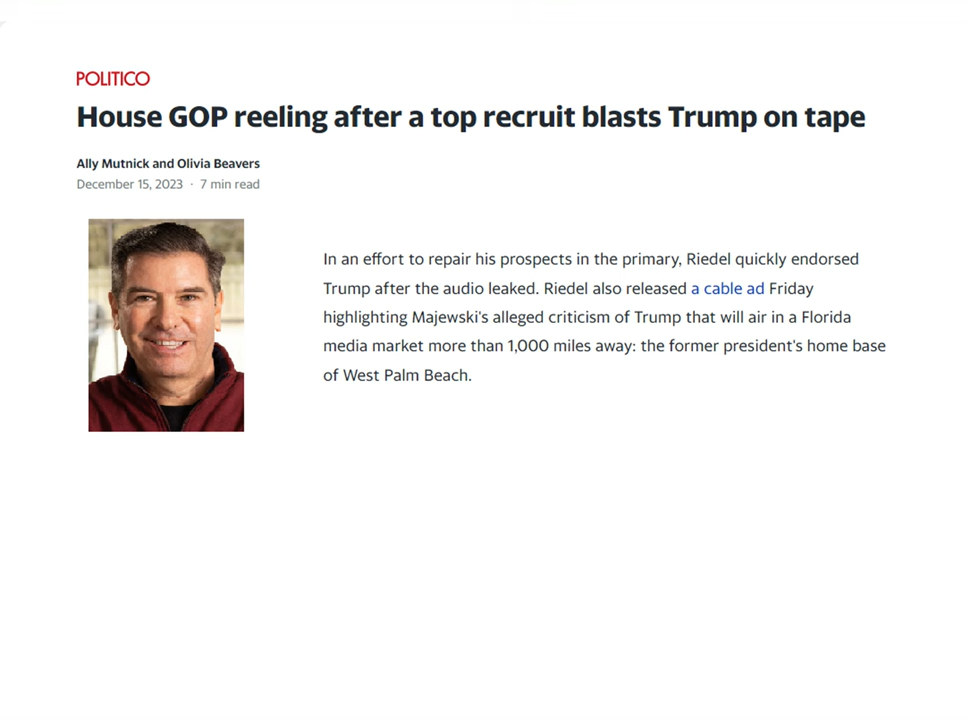 POLITICO
House GOP reeling after a top recruit blasts Trump on tape
Ally Mutnick and Olivia Beavers
December 15, 2023 · 7 min read
In an effort to repair his prospects in the primary, Riedel quickly endorsed
Trump after the audio leaked. Riedel also released a cable ad Friday
highlighting Majewski's alleged criticism of Trump that will air in a Florida
media market more than 1,000 miles away: the former president's home base
of West Palm Beach.